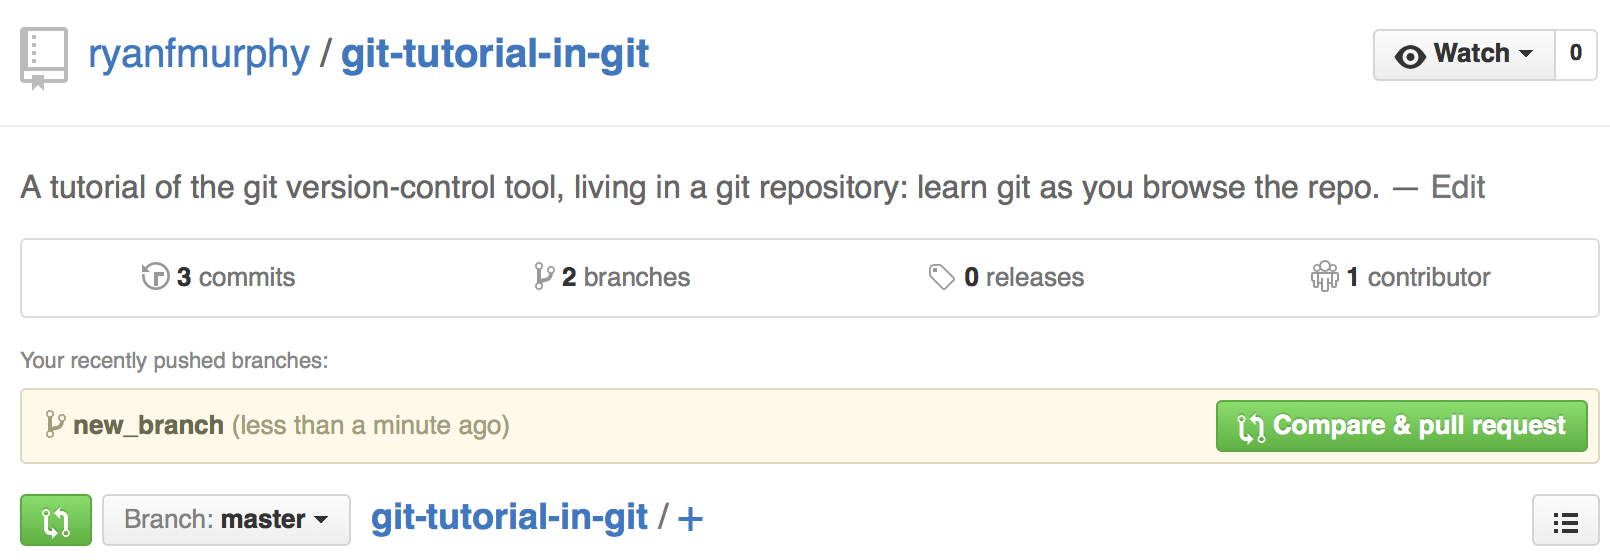 ryanfmurphy / git-tutorial-in-git
Watch 0
A tutorial of the git version-control tool, living in a git repository: learn git as you browse the repo. — Edit
3 commits 2 branches 0 releases 1 contributor
Your recently pushed branches:
new_branch (less than a minute ago) Compare & pull request
Branch: master git-tutorial-in-git / +